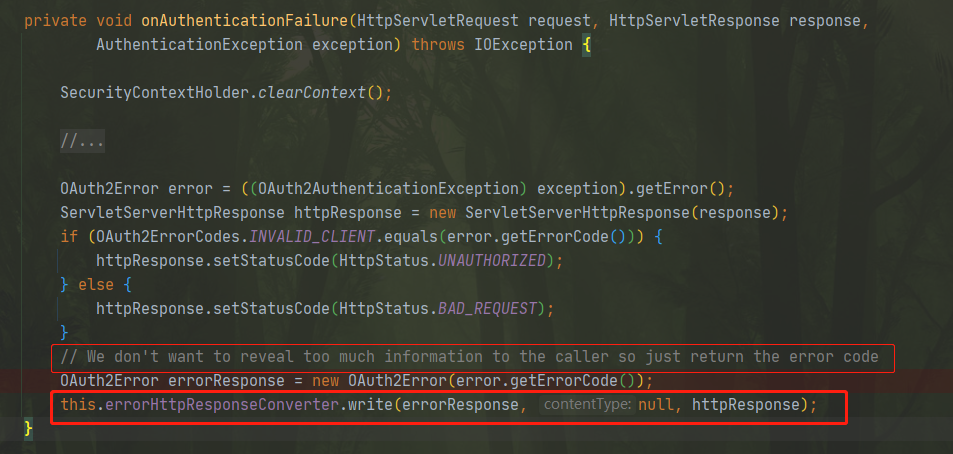 private void onAuthenticationFailure(HttpServletRequest request, HttpServletResponse response,
AuthenticationException exception) throws IOException {
SecurityContextHolder.clearContext();
//...
OAuth2Error error = ((OAuth2AuthenticationException) exception).getError();
ServletServerHttpResponse httpResponse = new ServletServerHttpResponse(response);
if (OAuth2ErrorCodes.INVALID_CLIENT.equals(error.getErrorCode())) {
httpResponse.setStatusCode(HttpStatus.UNAUTHORIZED);
} else {
httpResponse.setStatusCode(HttpStatus.BAD_REQUEST);
}
// We don't want to reveal too much information to the caller so just return the error code
OAuth2Error errorResponse = new OAuth2Error(error.getErrorCode());
this.errorHttpResponseConverter.write(errorResponse, contentType: null, httpResponse);
}